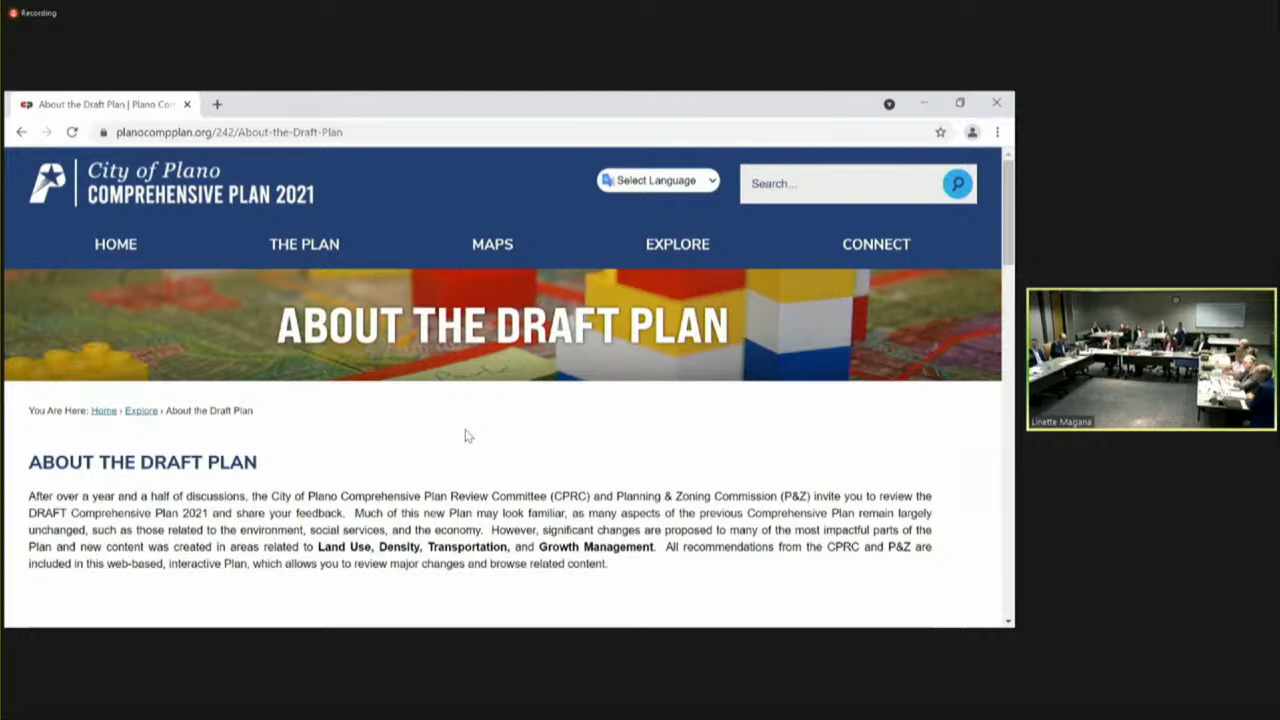 Recording
About the Draft Plan | Plano Co
planocompplan.org/242/About-the-Draft-Plan
City of Plano
COMPREHENSIVE PLAN 2021
Select Language
Search...
HOME THE PLAN MAPS EXPLORE CONNECT
ABOUT THE DRAFT PLAN
You Are Here: Home › Explore › About the Draft Plan
ABOUT THE DRAFT PLAN
After over a year and a half of discussions, the City of Plano Comprehensive Plan Review Committee (CPRC) and Planning & Zoning Commission (P&Z) invite you to review the
DRAFT Comprehensive Plan 2021 and share your feedback. Much of this new Plan may look familiar, as many aspects of the previous Comprehensive Plan remain largely
unchanged, such as those related to the environment, social services, and the economy. However, significant changes are proposed to many of the most impactful parts of the
Plan and new content was created in areas related to Land Use, Density, Transportation, and Growth Management. All recommendations from the CPRC and P&Z are
included in this web-based, interactive Plan, which allows you to review major changes and browse related content.
Linette Magana